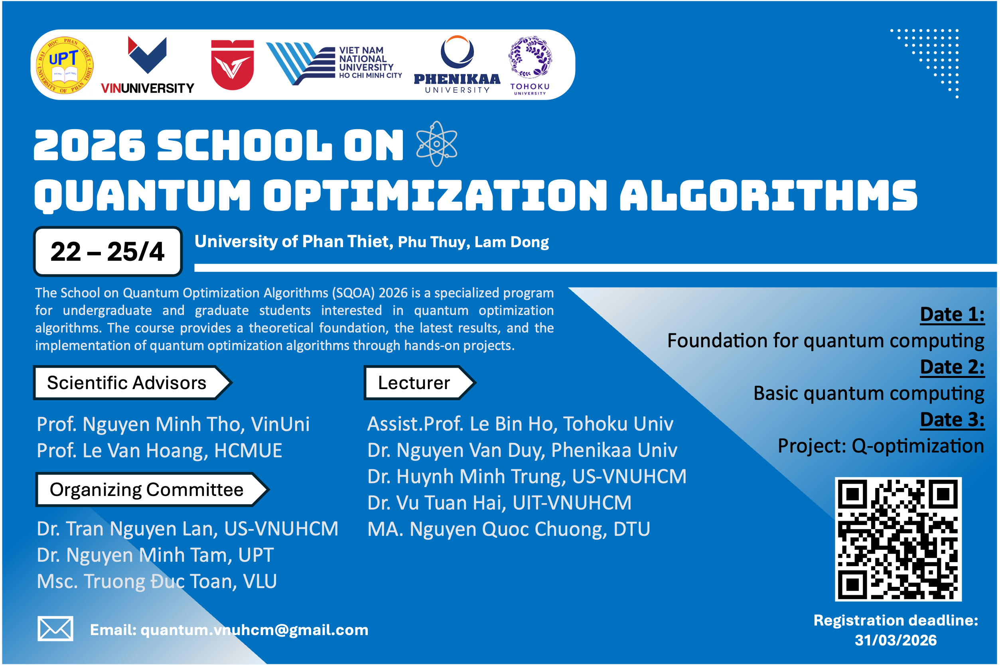 ĐẠI HỌC PHAN THIẾT
UPT
UNIVERSITY OF PHAN THIET
VINUNIVERSITY
VIET NAM
NATIONAL
UNIVERSITY
HO CHI MINH CITY
PHENIKAA
UNIVERSITY
TOHOKU
UNIVERSITY
2026 SCHOOL ON
QUANTUM OPTIMIZATION ALGORITHMS
22 – 25/4
University of Phan Thiet, Phu Thuy, Lam Dong
The School on Quantum Optimization Algorithms (SQOA) 2026 is a specialized program
for undergraduate and graduate students interested in quantum optimization
algorithms. The course provides a theoretical foundation, the latest results, and the
implementation of quantum optimization algorithms through hands-on projects.
Scientific Advisors
Prof. Nguyen Minh Tho, VinUni
Prof. Le Van Hoang, HCMUE
Organizing Committee
Dr. Tran Nguyen Lan, US-VNUHCM
Dr. Nguyen Minh Tam, UPT
Msc. Truong Đuc Toan, VLU
Lecturer
Assist.Prof. Le Bin Ho, Tohoku Univ
Dr. Nguyen Van Duy, Phenikaa Univ
Dr. Huynh Minh Trung, US-VNUHCM
Dr. Vu Tuan Hai, UIT-VNUHCM
MA. Nguyen Quoc Chuong, DTU
Date 1:
Foundation for quantum computing
Date 2:
Basic quantum computing
Date 3:
Project: Q-optimization
Email: quantum.vnuhcm@gmail.com
Registration deadline:
31/03/2026